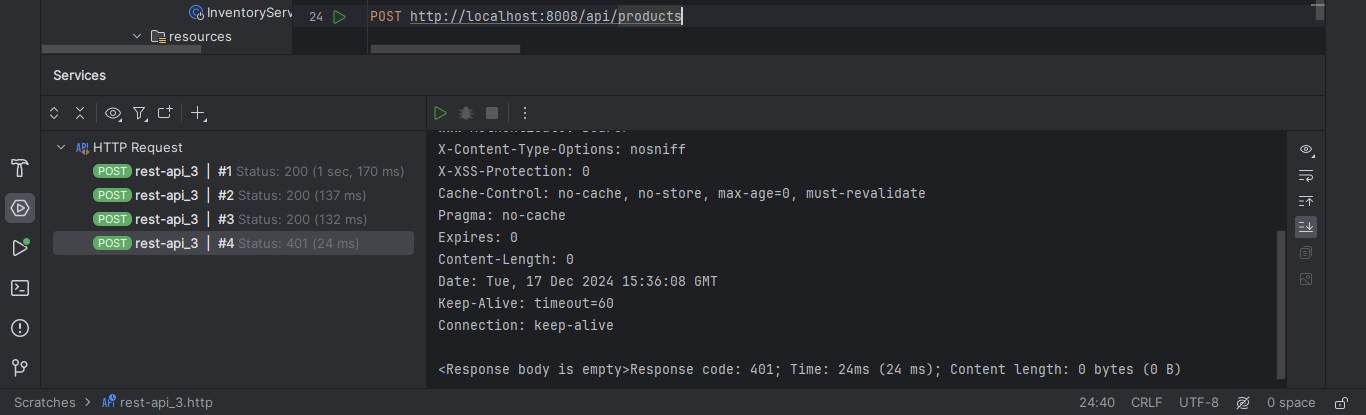 InventoryServ
24 POST http://localhost:8008/api/products
resources
Services
HTTP Request
POST rest-api_3 | #1 Status: 200 (1 sec, 170 ms)
POST rest-api_3 | #2 Status: 200 (137 ms)
POST rest-api_3 | #3 Status: 200 (132 ms)
POST rest-api_3 | #4 Status: 401 (24 ms)
X-Content-Type-Options: nosniff
X-XSS-Protection: 0
Cache-Control: no-cache, no-store, max-age=0, must-revalidate
Pragma: no-cache
Expires: 0
Content-Length: 0
Date: Tue, 17 Dec 2024 15:36:08 GMT
Keep-Alive: timeout=60
Connection: keep-alive
<Response body is empty>Response code: 401; Time: 24ms (24 ms); Content length: 0 bytes (0 B)
Scratches > API rest-api_3.http
24:40 CRLF UTF-8 0 space